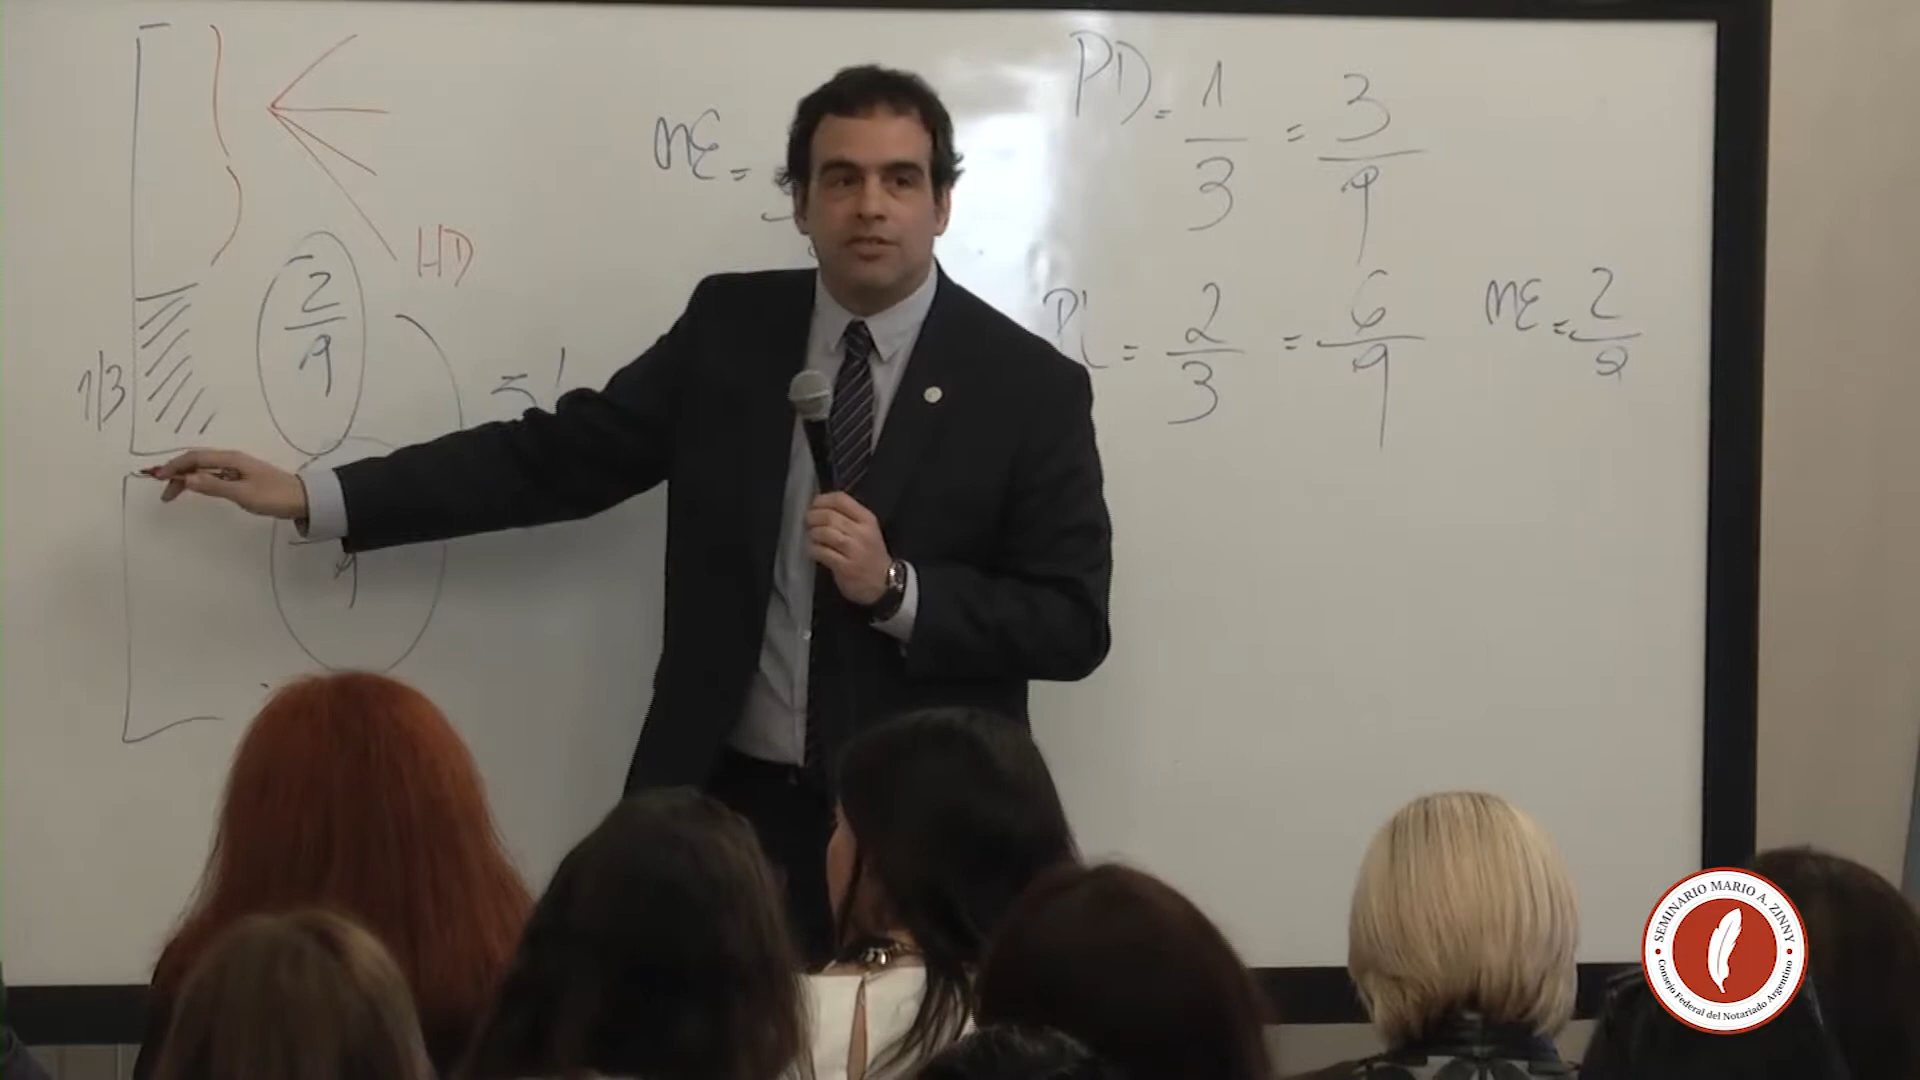 PD = 1/3 = 3/9
mE =
HD
2/9
PL = 2/3 = 6/9
mE = 2/9
1/3
9
SEMINARIO MARIO A. ZINNY
Consejo Federal del Notariado Argentino